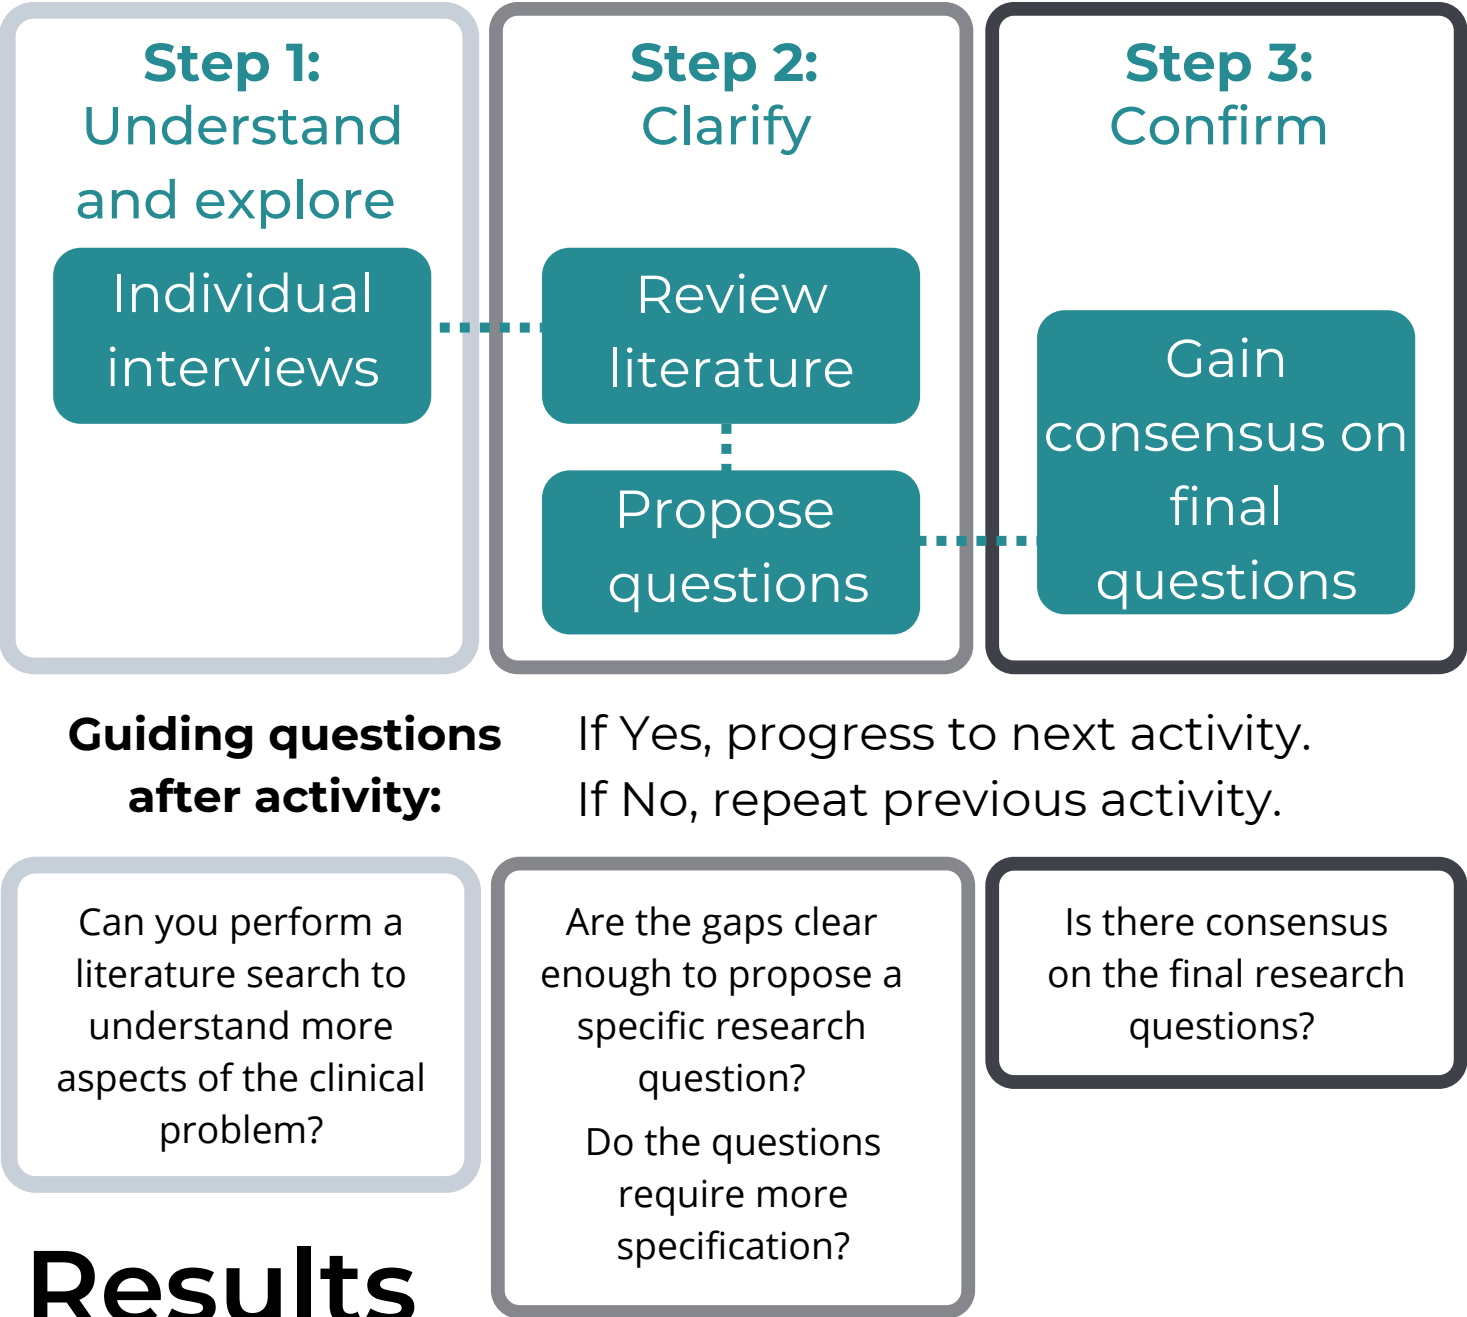 Step 1:
Understand
and explore
Individual
interviews
Step 2:
Clarify
Review
literature
Propose
questions
Step 3:
Confirm
Gain
consensus on
final
questions
Guiding questions
after activity:
If Yes, progress to next activity.
If No, repeat previous activity.
Can you perform a
literature search to
understand more
aspects of the clinical
problem?
Are the gaps clear
enough to propose a
specific research
question?
Do the questions
require more
specification?
Is there consensus
on the final research
questions?
Results